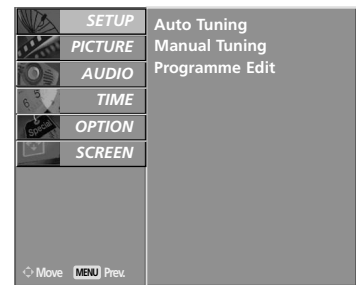 SETUP
PICTURE
AUDIO
TIME
OPTION
SCREEN
Auto Tuning
Manual Tuning
Programme Edit
Move MENU Prev.